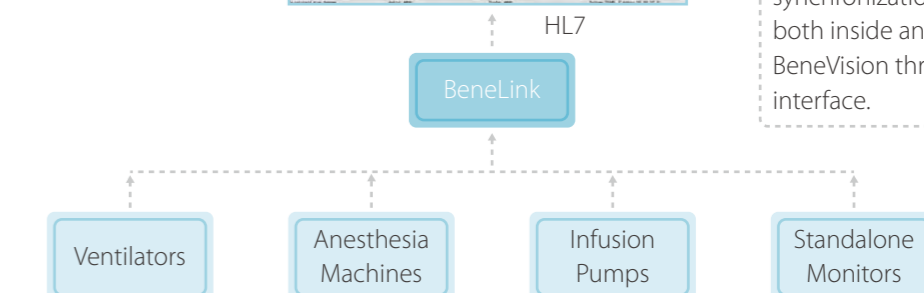 HL7
synchronizatio
both inside an
BeneVision thr
interface.
BeneLink
Ventilators
Anesthesia
Machines
Infusion
Pumps
Standalone
Monitors